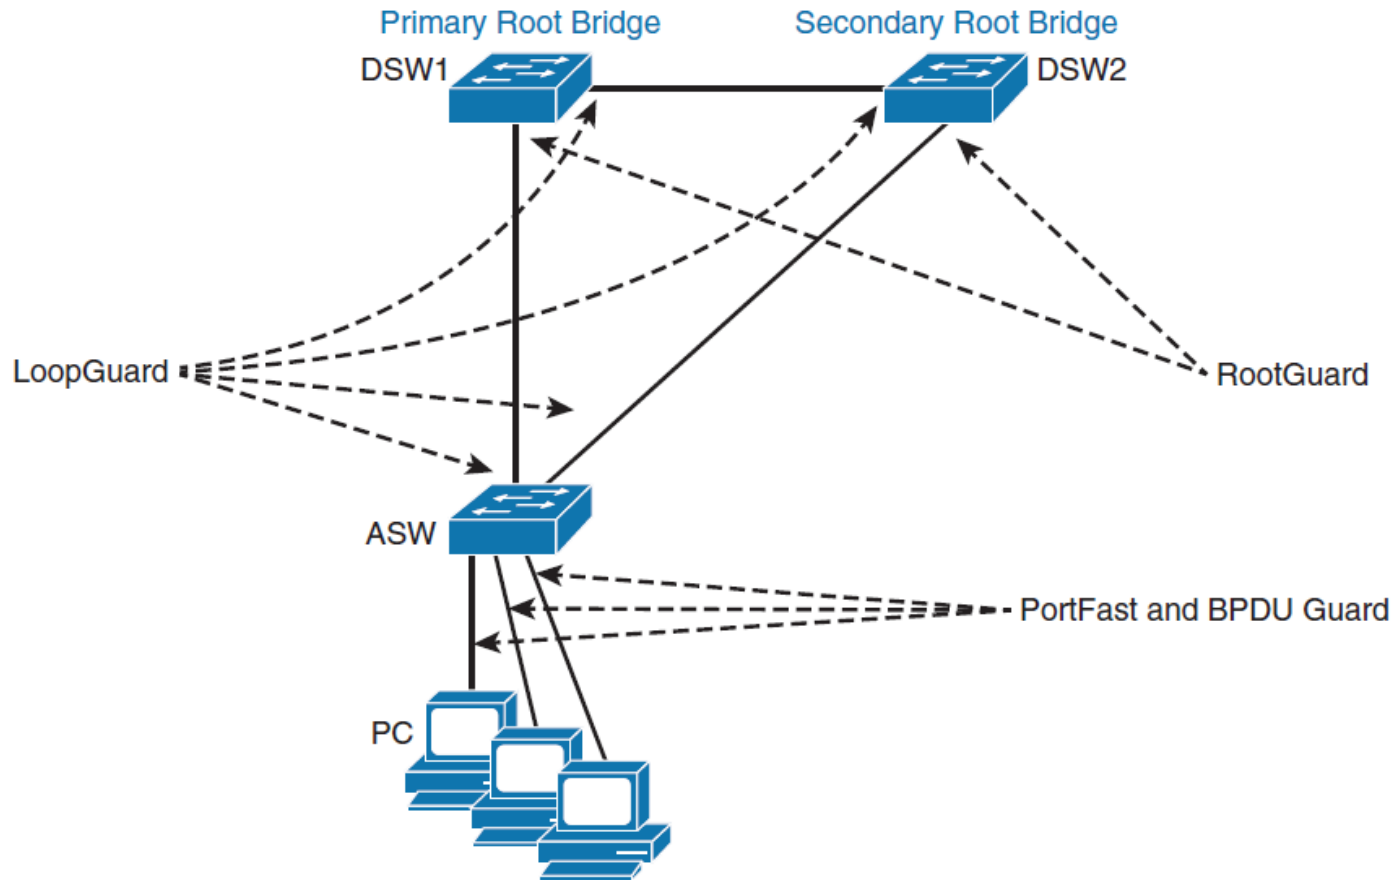 Primary Root Bridge
Secondary Root Bridge
DSW1
DSW2
LoopGuard
RootGuard
ASW
PortFast and BPDU Guard
PC